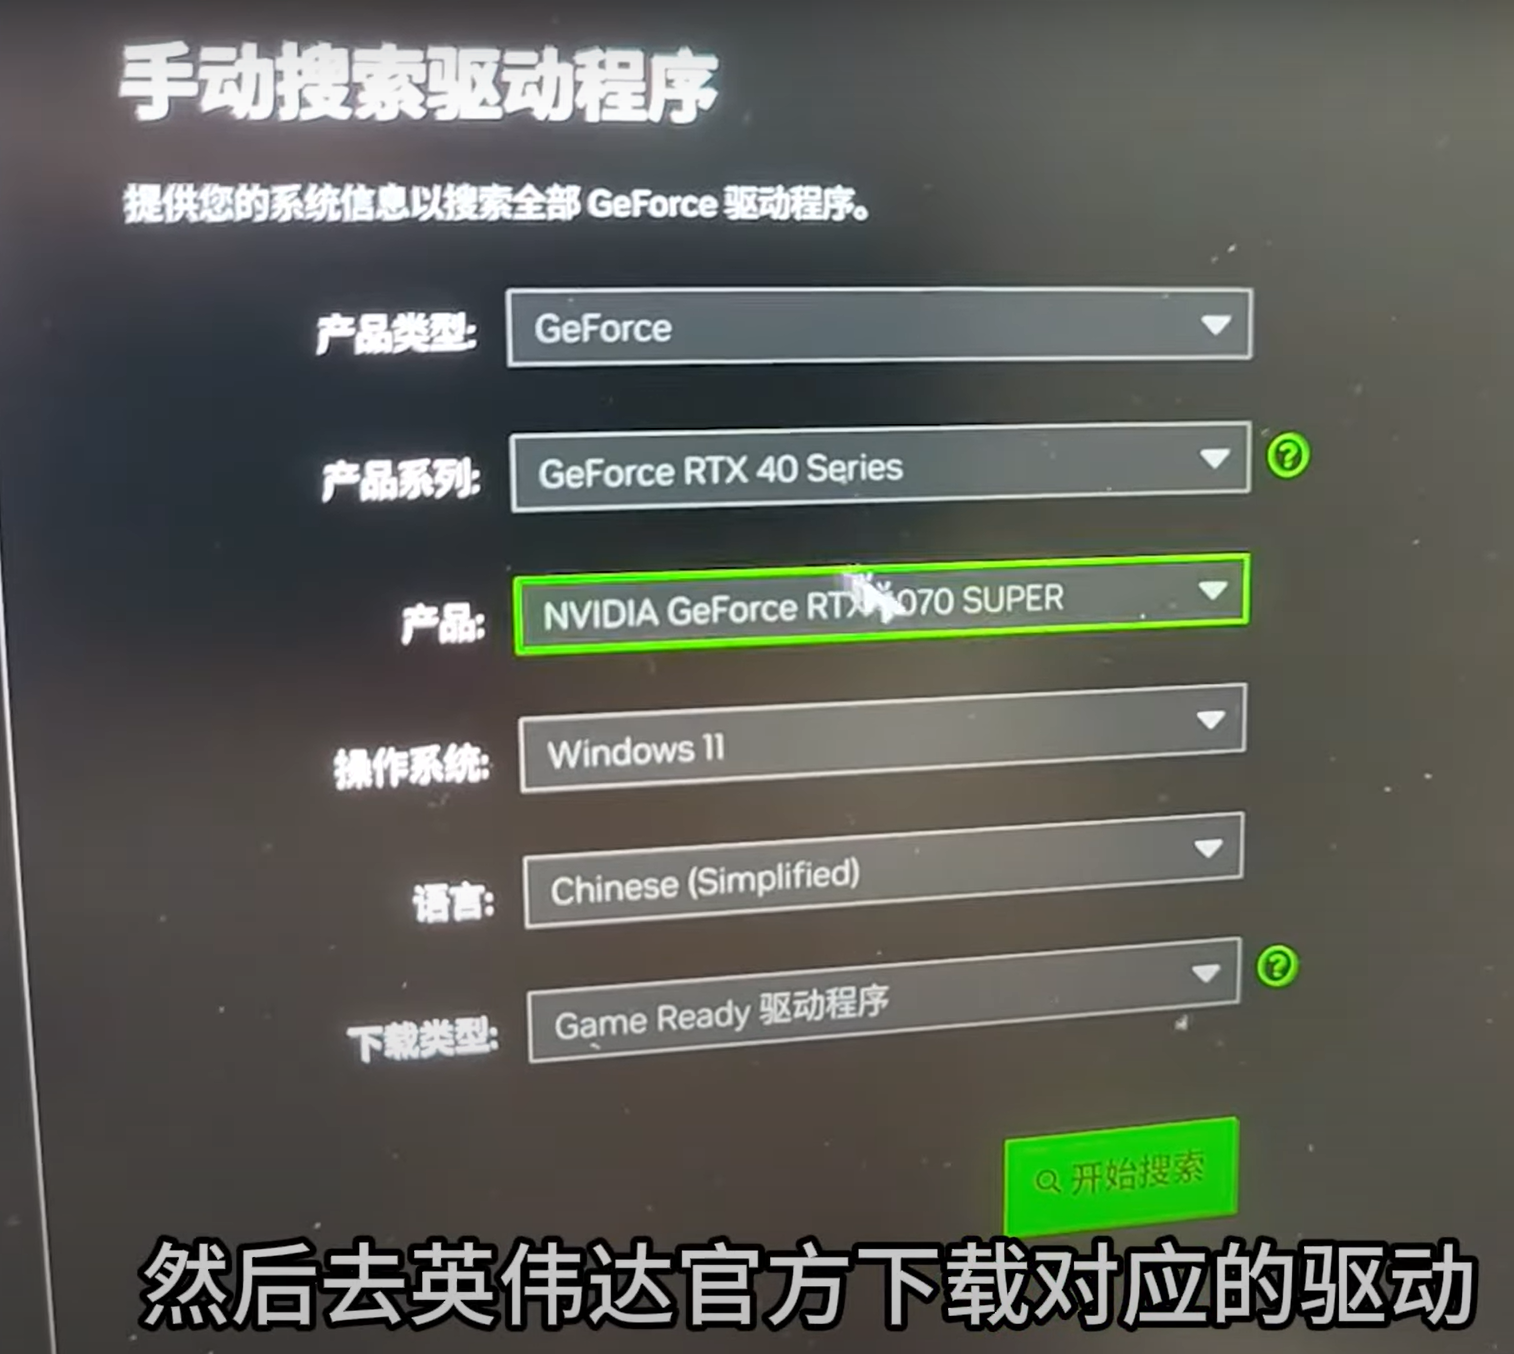 手动搜索驱动程序
提供您的系统信息以搜索全部 GeForce 驱动程序。
产品类型: GeForce
产品系列: GeForce RTX 40 Series
?
产品: NVIDIA GeForce RTX 070 SUPER
操作系统: Windows 11
语言: Chinese (Simplified)
下载类型: Game Ready 驱动程序
?
开始搜索
然后去英伟达官方下载对应的驱动